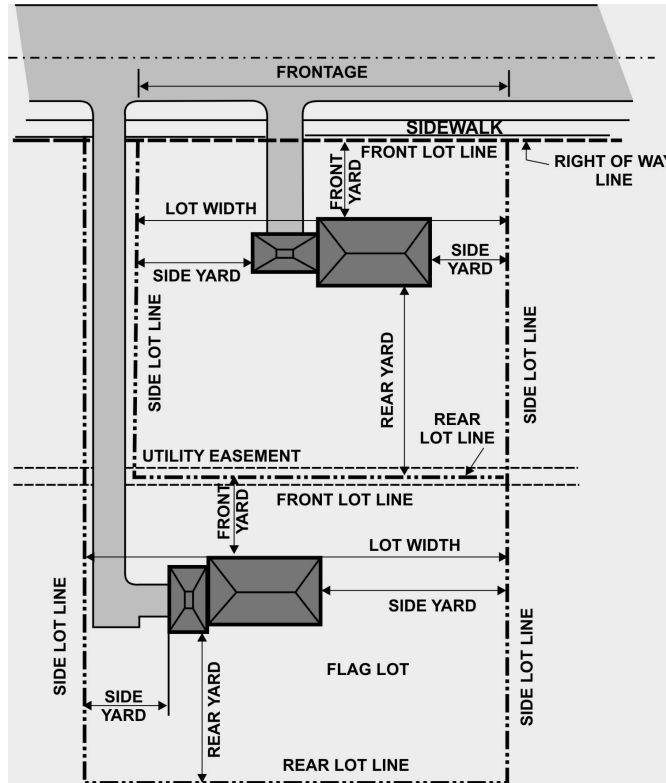 FRONTAGE
SIDEWALK
FRONT LOT LINE
RIGHT OF WAY
LINE
FRONT
YARD
LOT WIDTH
SIDE YARD
SIDE
YARD
SIDE LOT LINE
REAR YARD
SIDE LOT LINE
REAR
LOT LINE
UTILITY EASEMENT
FRONT LOT LINE
FRONT
YARD
LOT WIDTH
SIDE YARD
SIDE LOT LINE
SIDE LOT LINE
FLAG LOT
SIDE
YARD
REAR YARD
REAR LOT LINE